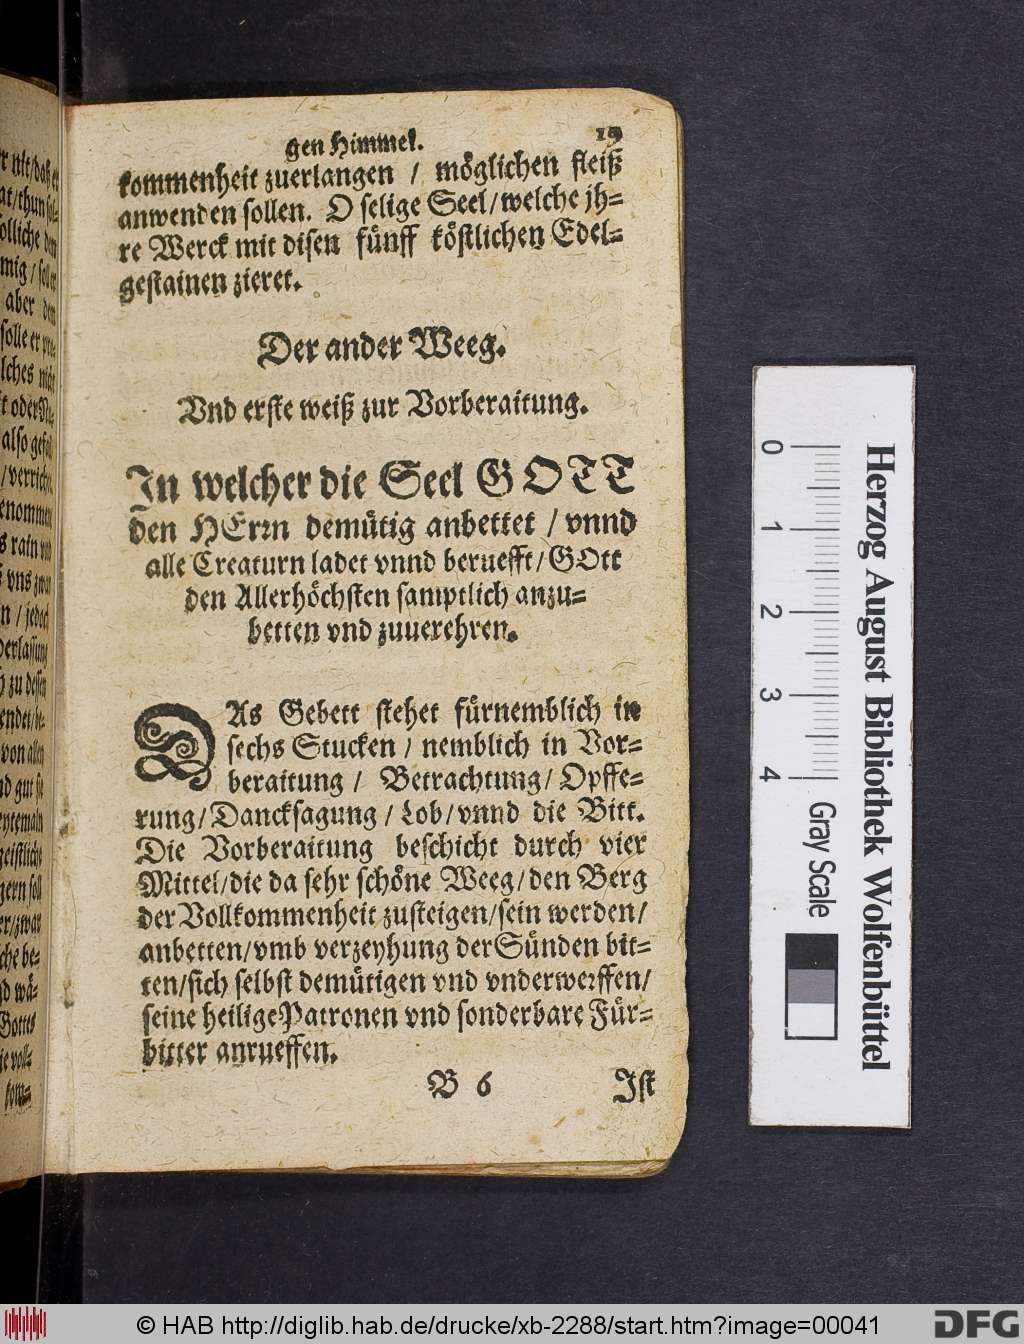 gen Himmel. 19
kommenheit zuerlangen / möglichen fleiß
anwenden sollen. O selige Seel/welche jh=
re Werck mit disen fünff köstlichen Edel=
gestainen zieret.
Der ander Weeg.
Vnd erste weiß zur Vorberaitung.
In welcher die Seel GOTT
den HErrn demütig anbettet / vnnd
alle Creaturn ladet vnnd beruefft/GOtt
den Allerhöchsten samptlich anzu=
betten vnd zuuerehren.
DAs Gebett stehet fürnemblich in
sechs Stucken / nemblich in Vor=
beraitung / Betrachtung/ Opffe=
rung/Dancksagung / Lob/vnnd die Bitt.
Die Vorberaitung beschicht durch vier
Mittel/die da sehr schöne Weeg/den Berg
der Vollkommenheit zusteigen/sein werden/
anbetten/vmb verzeyhung der Sünden bit=
ten/sich selbst demütigen vnd vnderwerffen/
seine heilige Patronen vnd sonderbare Für=
bitter anrueffen.
B 6 Ist
0 1 2 3 4
Gray Scale
Herzog August Bibliothek Wolfenbüttel
© HAB http://diglib.hab.de/drucke/xb-2288/start.htm?image=00041
DFG